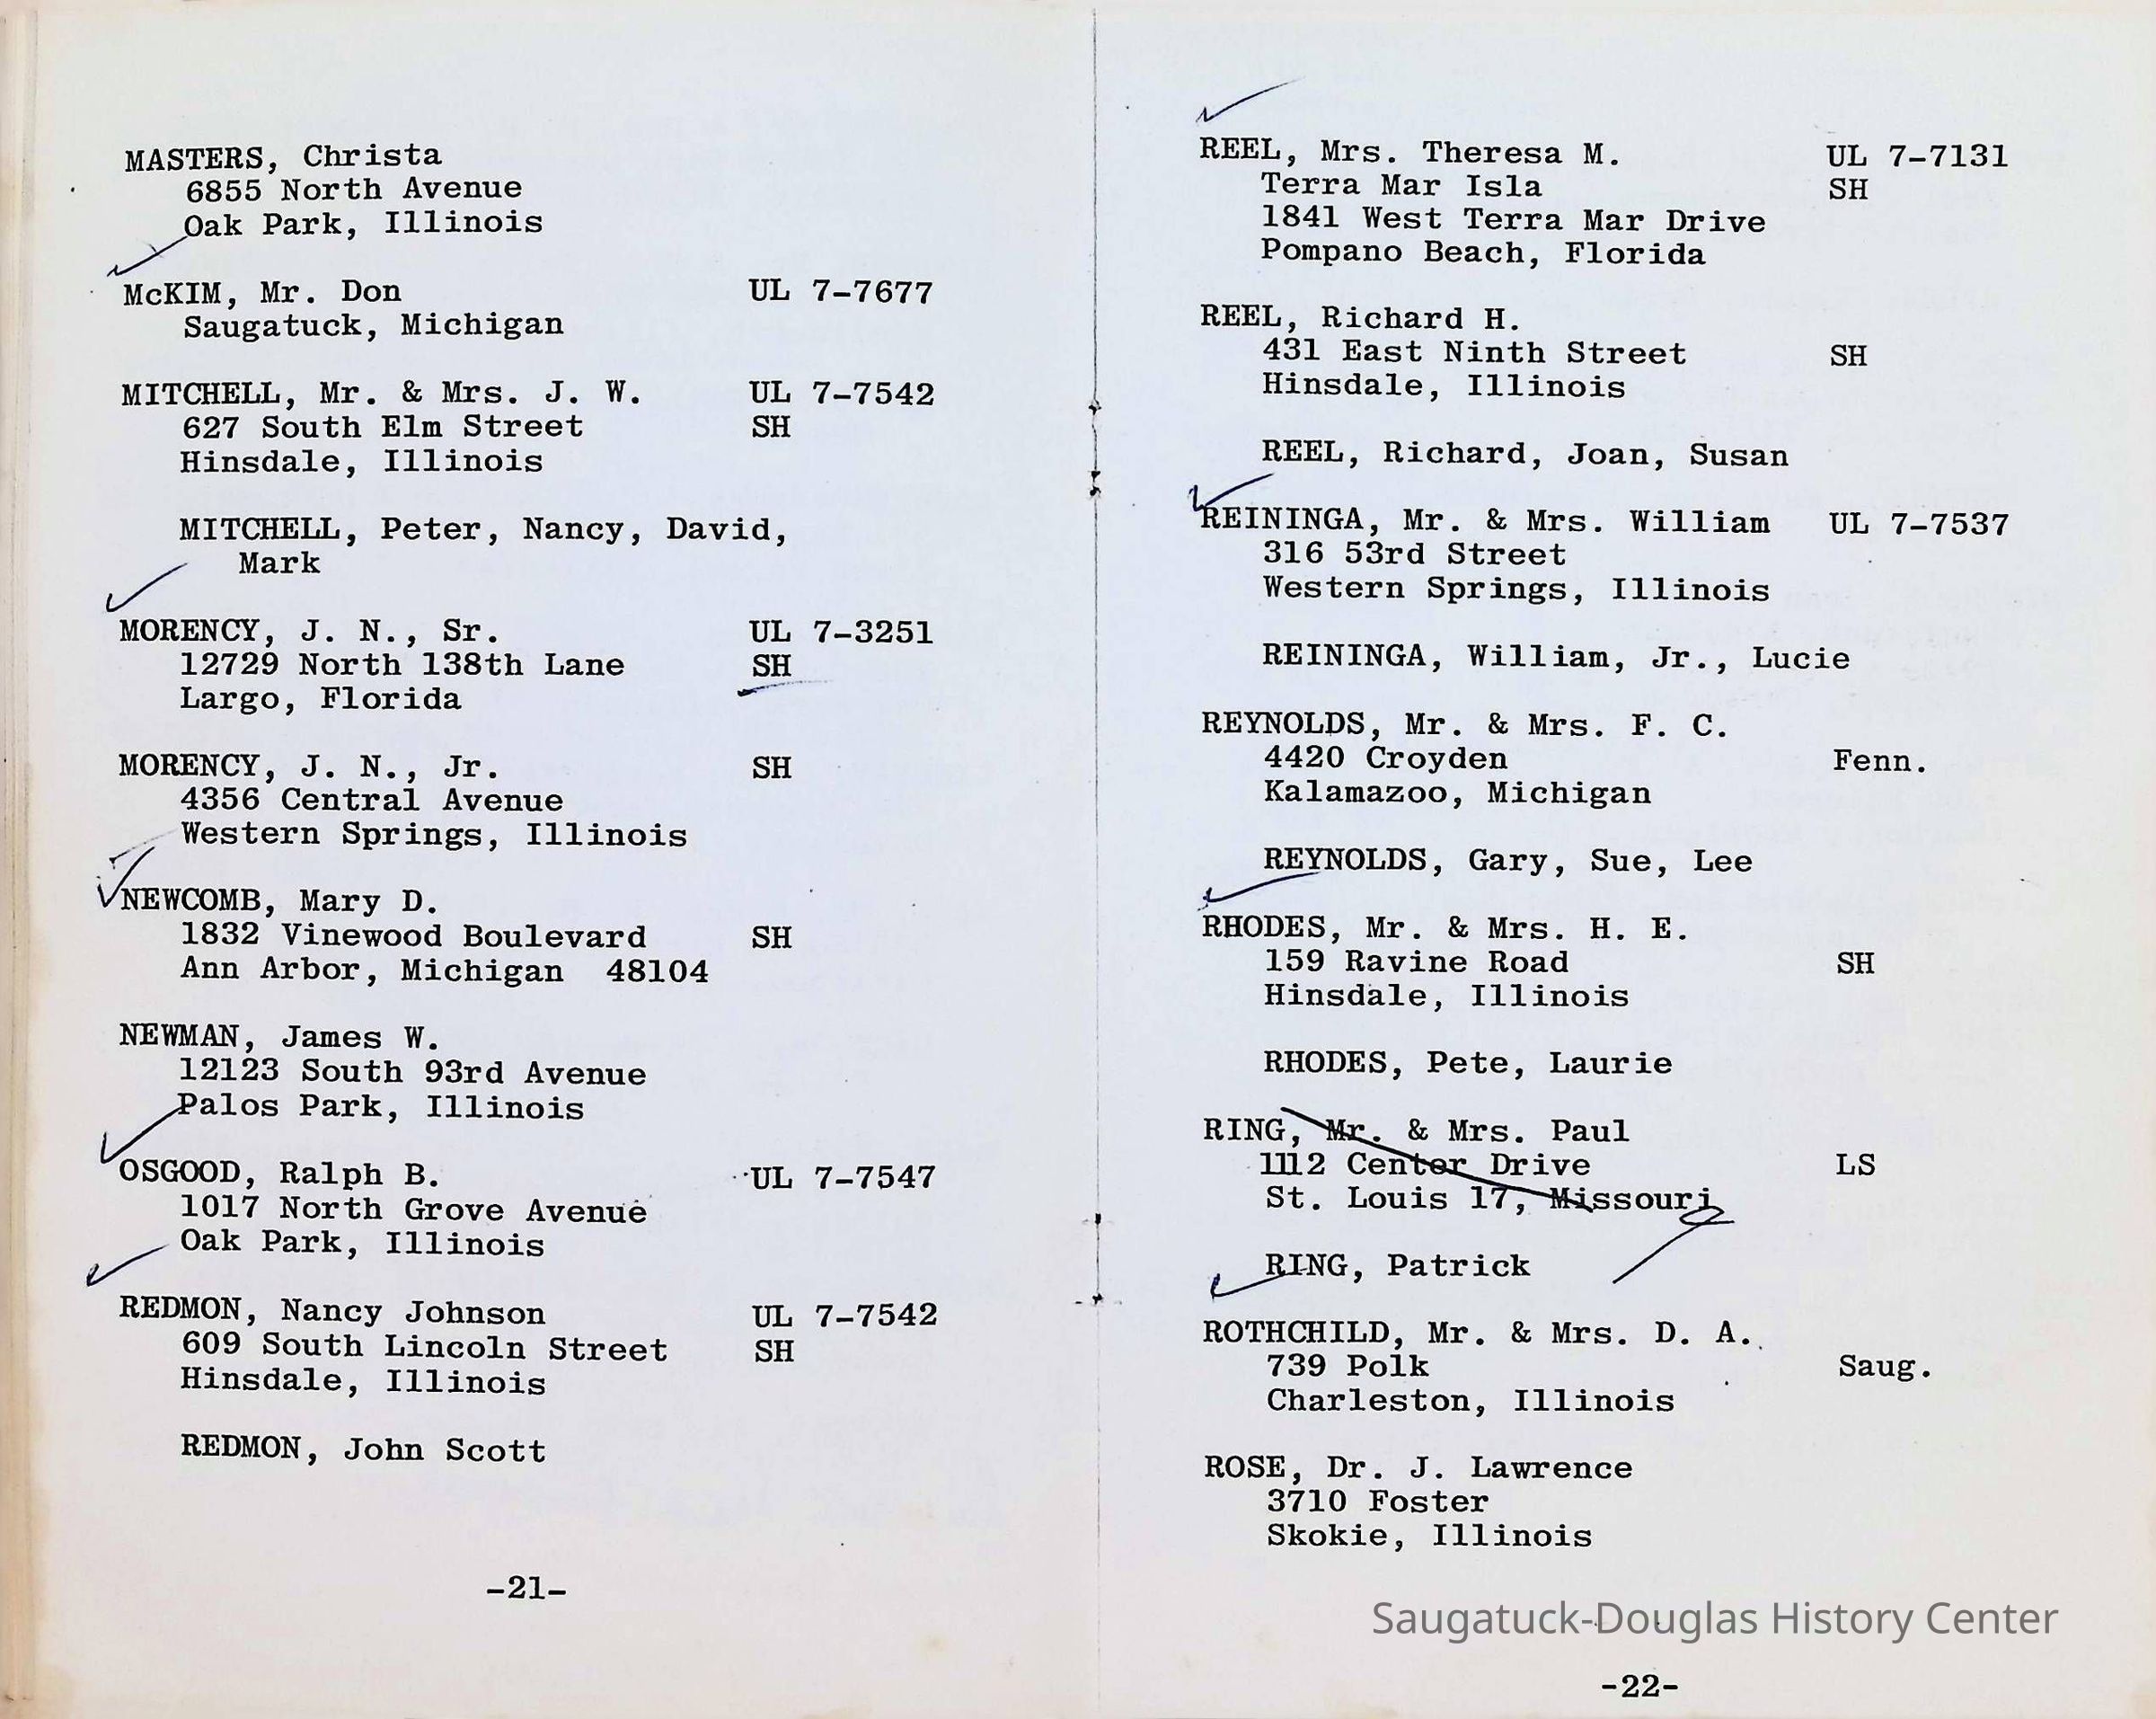 MASTERS, Christa
6855 North Avenue
Oak Park, Illinois
McKIM, Mr. Don UL 7-7677
Saugatuck, Michigan
MITCHELL, Mr. & Mrs. J. W. UL 7-7542
627 South Elm Street SH
Hinsdale, Illinois
MITCHELL, Peter, Nancy, David,
Mark
MORENCY, J. N., Sr. UL 7-3251
12729 North 138th Lane SH
Largo, Florida
MORENCY, J. N., Jr. SH
4356 Central Avenue
Western Springs, Illinois
NEWCOMB, Mary D.
1832 Vinewood Boulevard SH
Ann Arbor, Michigan 48104
NEWMAN, James W.
12123 South 93rd Avenue
Palos Park, Illinois
OSGOOD, Ralph B. UL 7-7547
1017 North Grove Avenue
Oak Park, Illinois
REDMON, Nancy Johnson UL 7-7542
609 South Lincoln Street SH
Hinsdale, Illinois
REDMON, John Scott
-21-
REEL, Mrs. Theresa M. UL 7-7131
Terra Mar Isla SH
1841 West Terra Mar Drive
Pompano Beach, Florida
REEL, Richard H.
431 East Ninth Street SH
Hinsdale, Illinois
REEL, Richard, Joan, Susan
REININGA, Mr. & Mrs. William UL 7-7537
316 53rd Street
Western Springs, Illinois
REININGA, William, Jr., Lucie
REYNOLDS, Mr. & Mrs. F. C.
4420 Croyden Fenn.
Kalamazoo, Michigan
REYNOLDS, Gary, Sue, Lee
RHODES, Mr. & Mrs. H. E.
159 Ravine Road SH
Hinsdale, Illinois
RHODES, Pete, Laurie
RING, Mr. & Mrs. Paul
1112 Center Drive LS
St. Louis 17, Missouri
RING, Patrick
ROTHCHILD, Mr. & Mrs. D. A.
739 Polk Saug.
Charleston, Illinois
ROSE, Dr. J. Lawrence
3710 Foster
Skokie, Illinois
Saugatuck-Douglas History Center
-22-